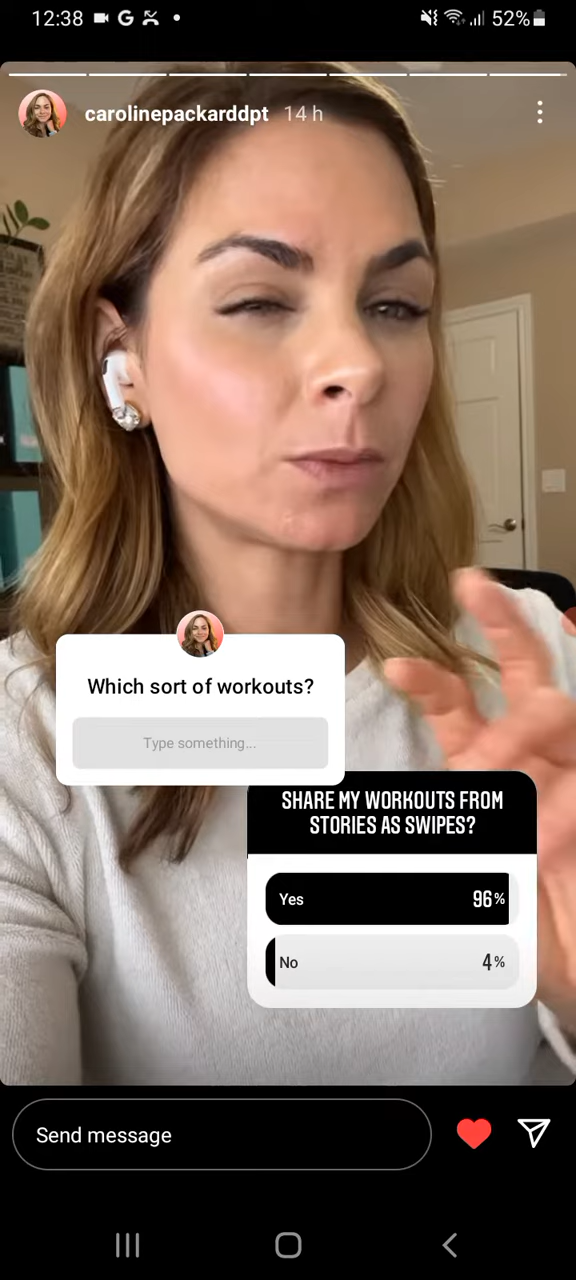 12:38
52%
carolinepackarddpt 14 h
Which sort of workouts?
Type something...
SHARE MY WORKOUTS FROM
STORIES AS SWIPES?
Yes 96%
No 4%
Send message